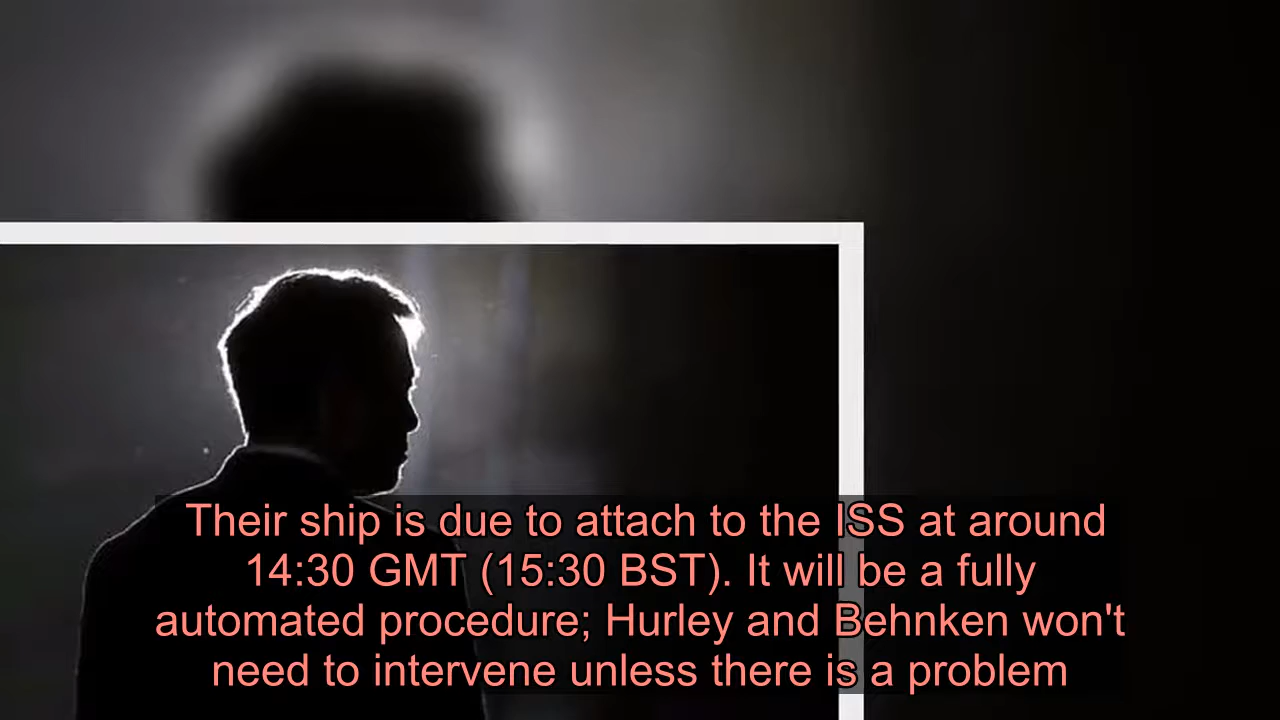 Their ship is due to attach to the ISS at around
14:30 GMT (15:30 BST). It will be a fully
automated procedure; Hurley and Behnken won't
need to intervene unless there is a problem